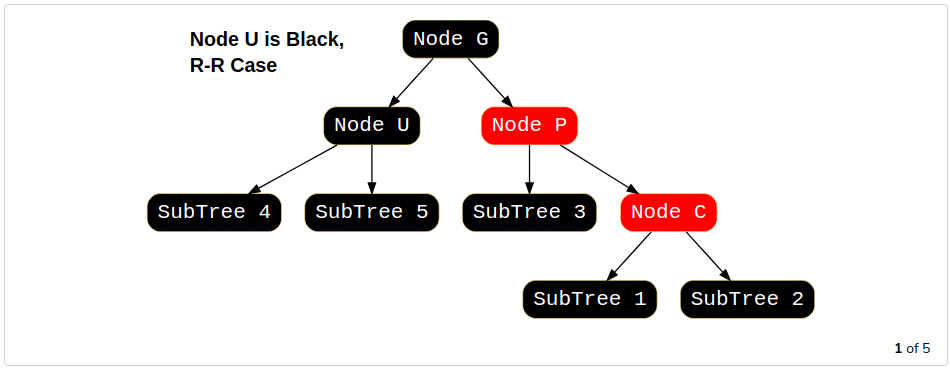 Node U is Black,
R-R Case
Node G
Node U
Node P
SubTree 4
SubTree 5
SubTree 3
Node C
SubTree 1
SubTree 2
1 of 5